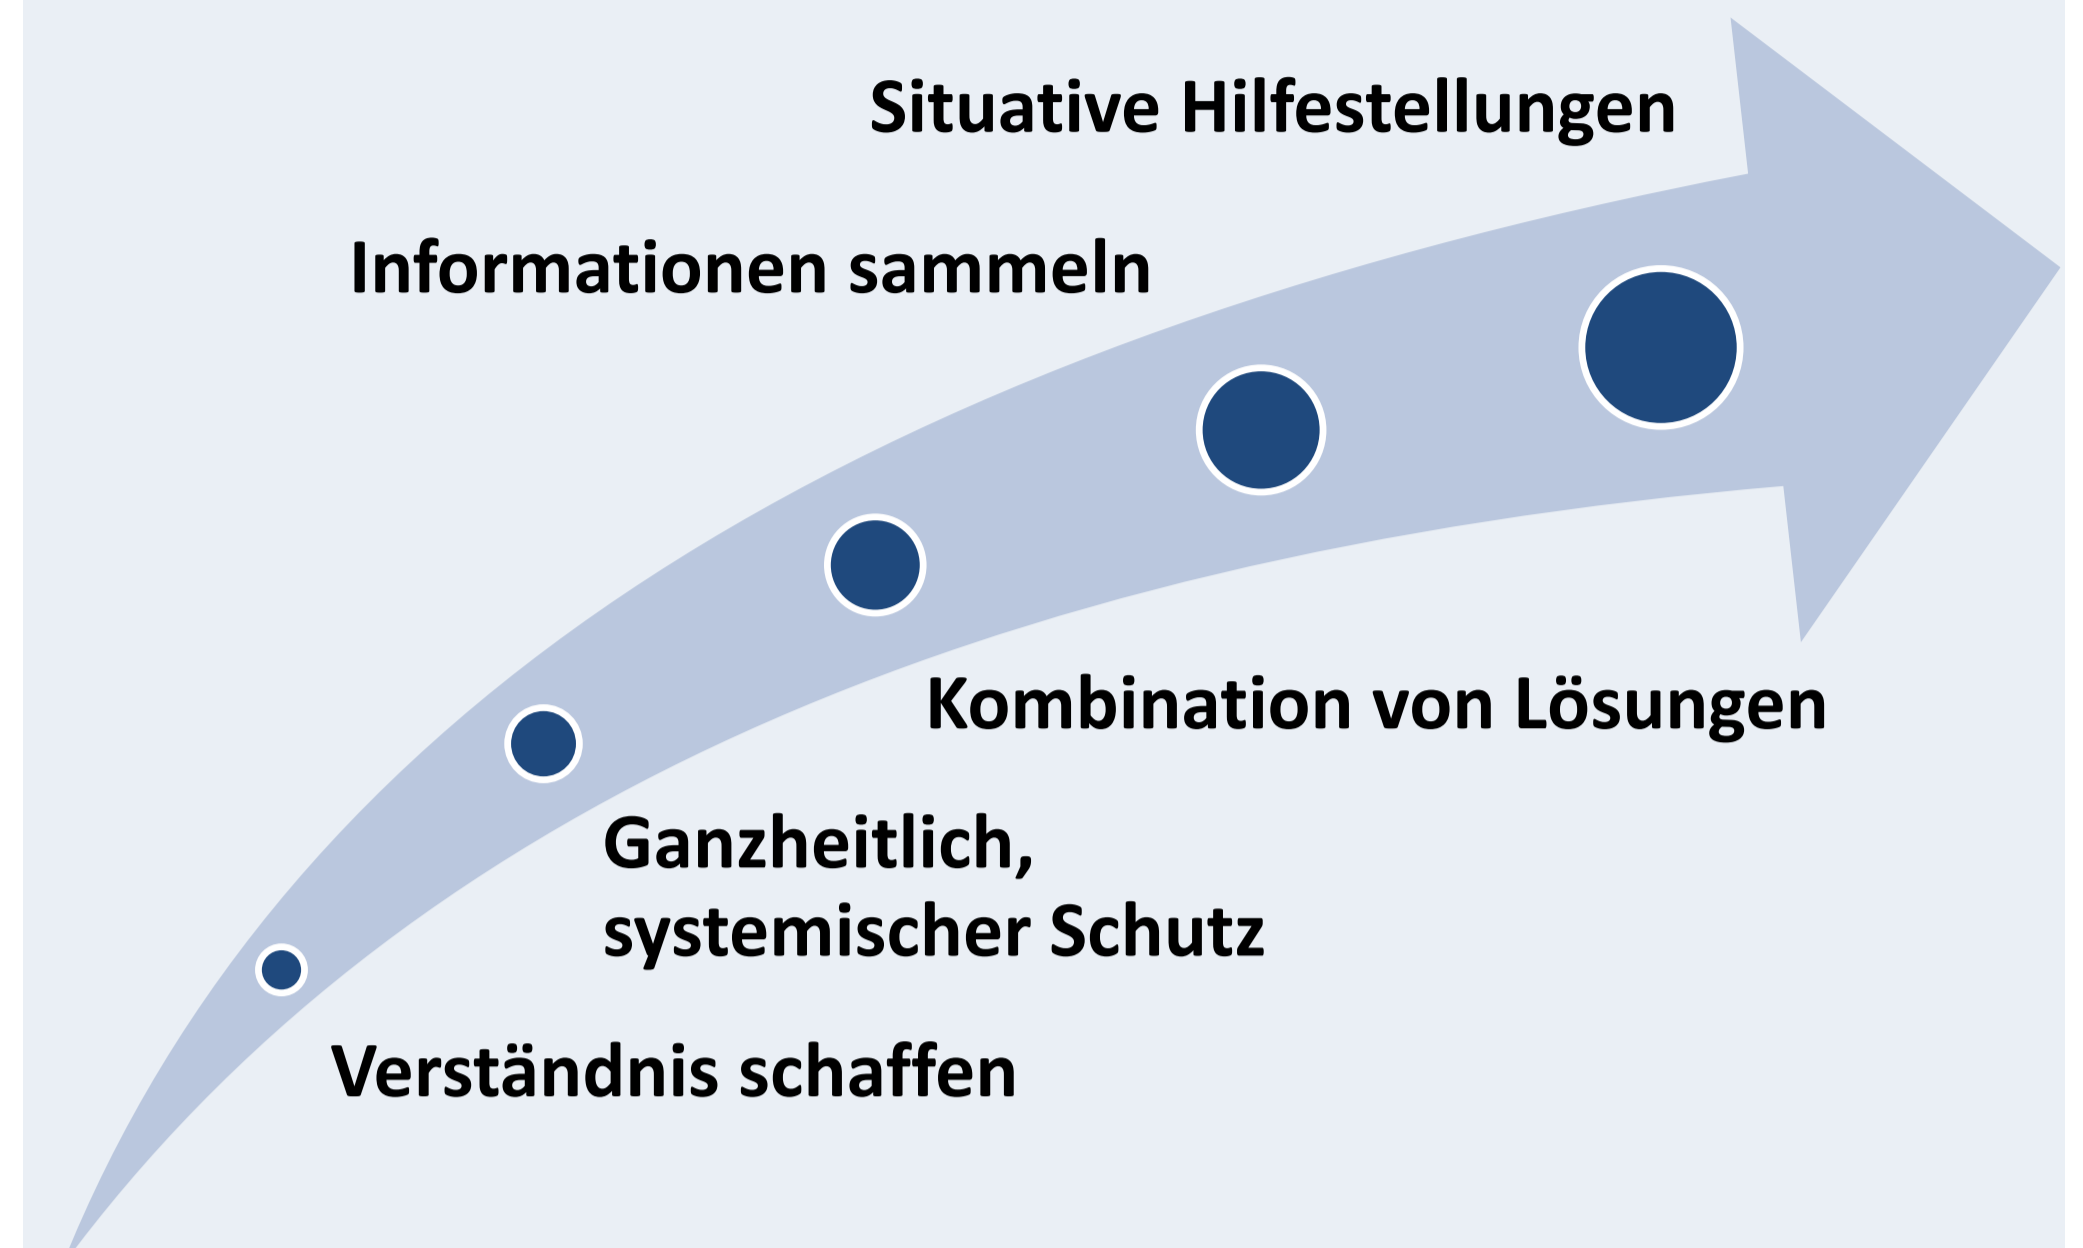 Situative Hilfestellungen
Informationen sammeln
Kombination von Lösungen
Ganzheitlich,
systemischer Schutz
Verständnis schaffen